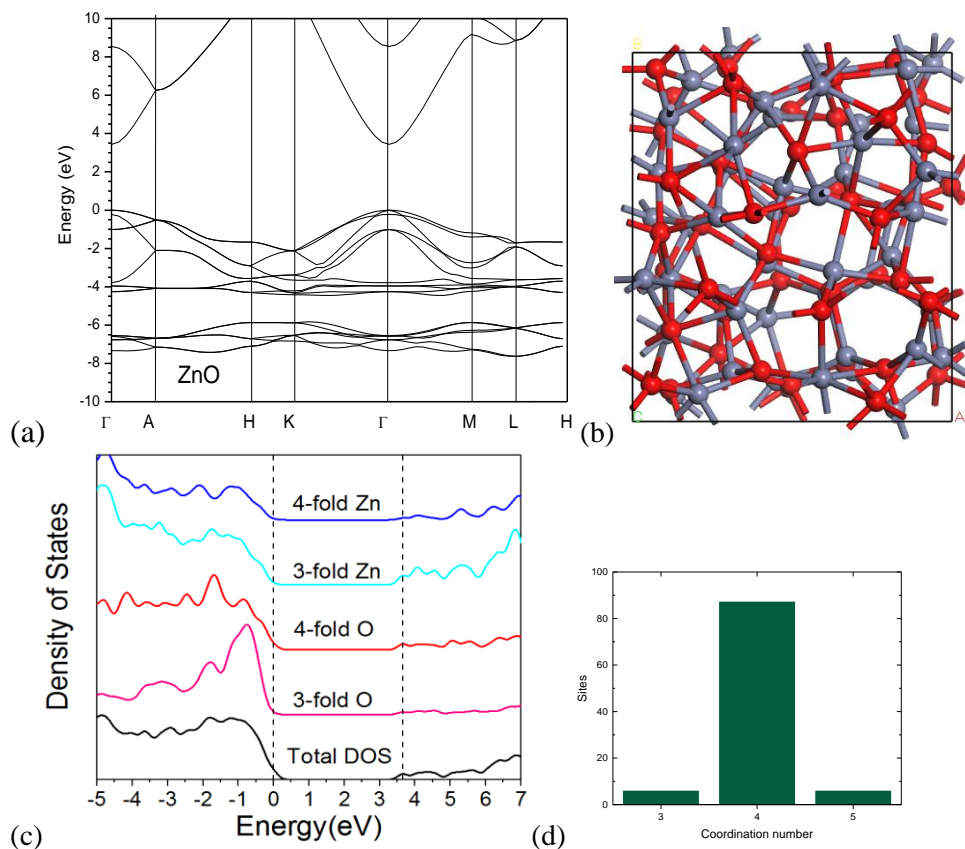 10
8
6
4
2
0
-2
-4
-6
-8
-10
Energy (eV)
ZnO
Γ A H K Γ M L H
(a)
B
C
A
(b)
4-fold Zn
3-fold Zn
4-fold O
3-fold O
Total DOS
Density of States
-5 -4 -3 -2 -1 0 1 2 3 4 5 6 7
Energy(eV)
(c)
100
80
60
40
20
0
Sites
3 4 5
Coordination number
(d)